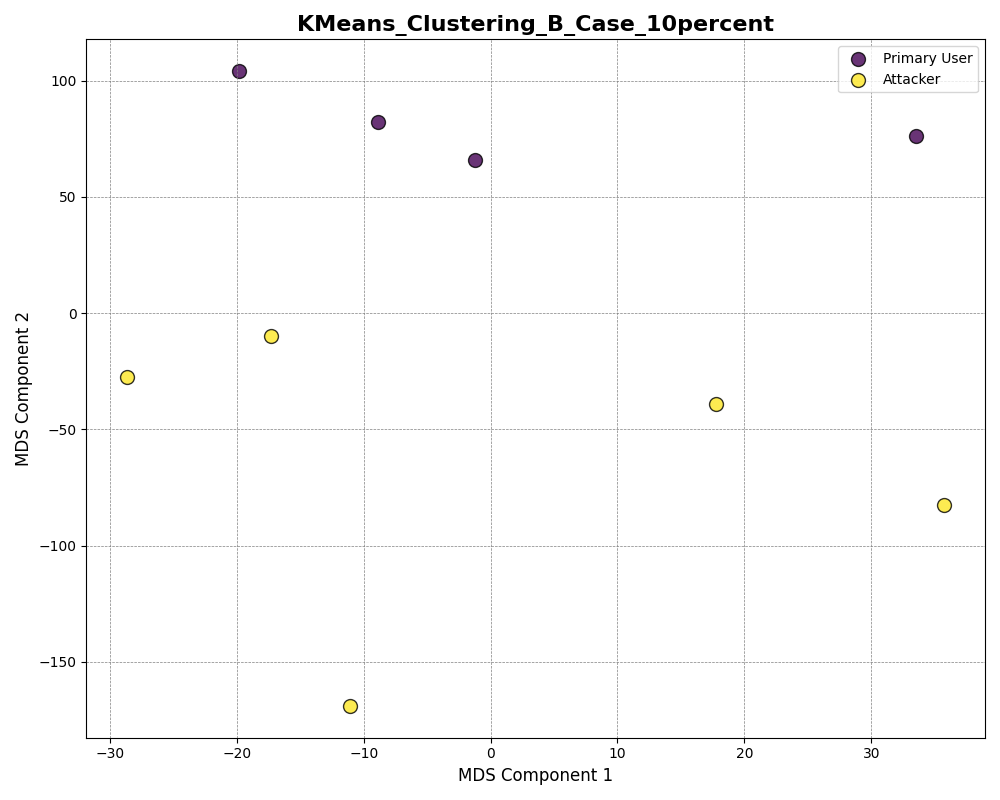 KMeans_Clustering_B_Case_10percent
Primary User
Attacker
100
50
0
−50
−100
−150
MDS Component 2
−30
−20
−10
0
10
20
30
MDS Component 1